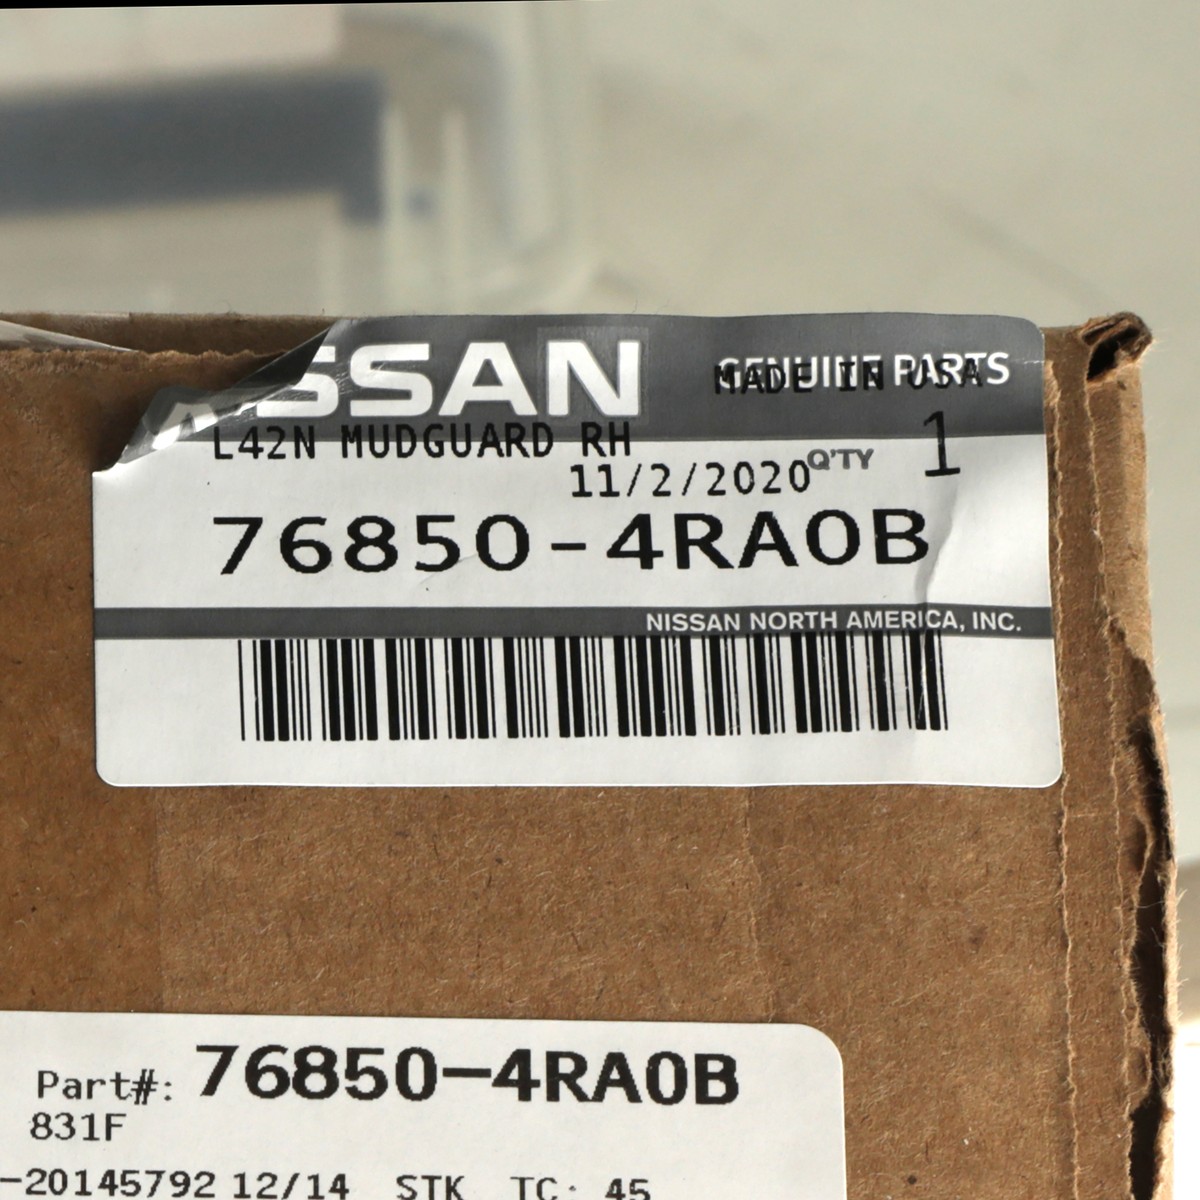 NISSAN GENUINE PARTS
MADE IN USA
L42N MUDGUARD RH
11/2/2020 Q'TY 1
76850-4RA0B
NISSAN NORTH AMERICA, INC.
Part#: 76850-4RA0B
831F
-20145792 12/14 STK TC: 45